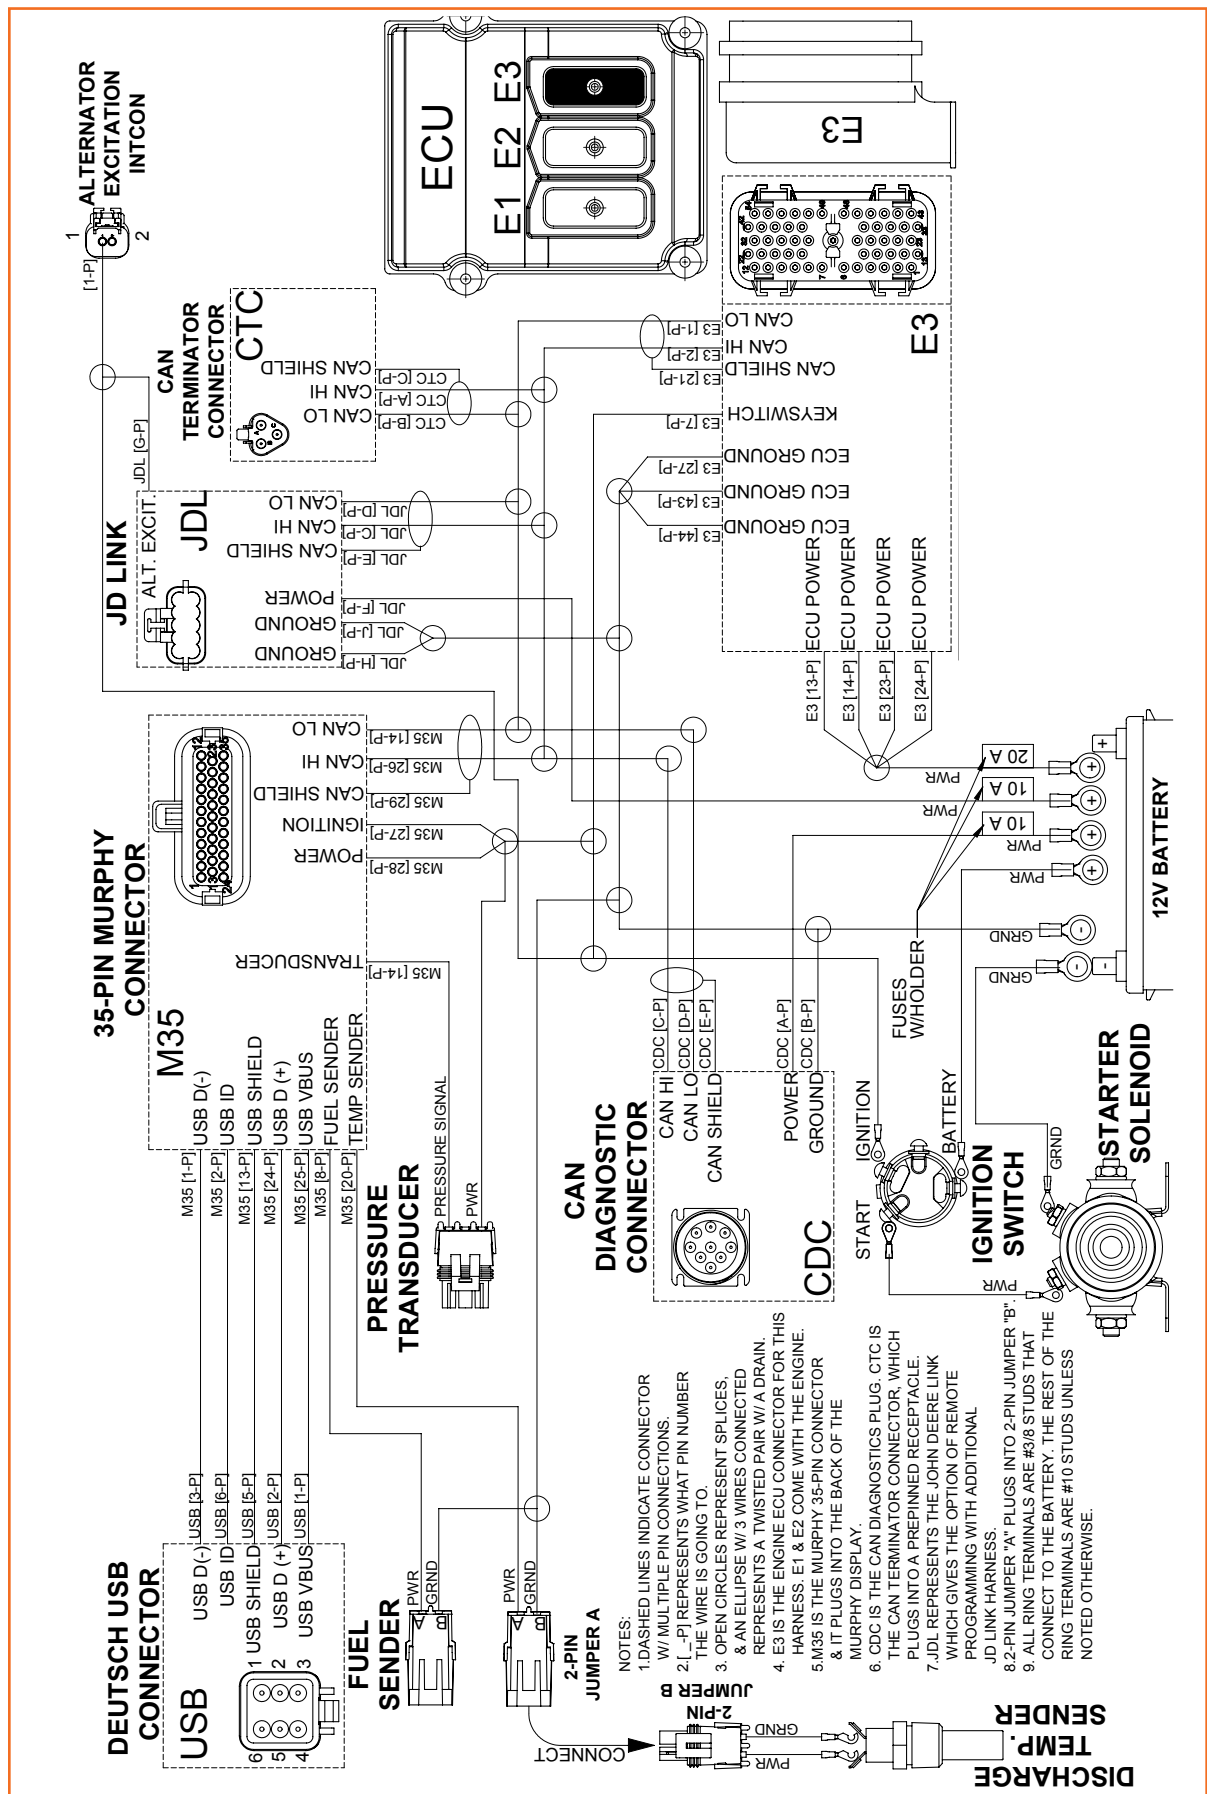 ALTERNATOR
EXCITATION
INTCON
1
2
[1-P]
ECU
E1 E2 E3
E3
CAN
TERMINATOR
CONNECTOR
CTC
CAN SHIELD
CAN HI
CAN LO
CTC [C-P]
CTC [A-P]
CTC [B-P]
A
B
C
JD LINK
JDL [G-P]
ALT. EXCIT.
JDL
CAN LO
CAN HI
CAN SHIELD
POWER
GROUND
GROUND
JDL [D-P]
JDL [C-P]
JDL [E-P]
JDL [F-P]
JDL [J-P]
JDL [H-P]
E3
CAN LO
CAN HI
CAN SHIELD
KEYSWITCH
ECU GROUND
ECU GROUND
ECU GROUND
E3 [1-P]
E3 [2-P]
E3 [21-P]
E3 [7-P]
E3 [27-P]
E3 [43-P]
E3 [44-P]
ECU POWER
ECU POWER
ECU POWER
ECU POWER
E3 [13-P]
E3 [14-P]
E3 [23-P]
E3 [24-P]
35-PIN MURPHY
CONNECTOR
M35
1
12
24
CAN LO
CAN HI
CAN SHIELD
IGNITION
POWER
TRANSDUCER
M35 [14-P]
M35 [26-P]
M35 [29-P]
M35 [27-P]
M35 [28-P]
M35 [14-P]
USB D(-)
USB ID
USB SHIELD
USB D (+)
USB VBUS
FUEL SENDER
TEMP SENDER
M35 [1-P]
M35 [2-P]
M35 [13-P]
M35 [24-P]
M35 [25-P]
M35 [8-P]
M35 [20-P]
PRESSURE
TRANSDUCER
PRESSURE SIGNAL
PWR
CAN
DIAGNOSTIC
CONNECTOR
CDC
CAN HI
CAN LO
CAN SHIELD
POWER
GROUND
CDC [C-P]
CDC [D-P]
CDC [E-P]
CDC [A-P]
CDC [B-P]
FUSES
W/HOLDER
20 A
10 A
10 A
PWR
PWR
PWR
PWR
GRND
GRND
12V BATTERY
+
+
+
+
+
-
-
-
IGNITION
BATTERY
START
IGNITION
SWITCH
STARTER
SOLENOID
GRND
PWR
DEUTSCH USB
CONNECTOR
USB
1
2
3
4
5
6
USB D(-)
USB ID
USB SHIELD
USB D (+)
USB VBUS
USB [3-P]
USB [6-P]
USB [5-P]
USB [2-P]
USB [1-P]
FUEL
SENDER
PWR
GRND
A
B
2-PIN
JUMPER A
PWR
GRND
A
B
CONNECT
2-PIN
JUMPER B
GRND
PWR
DISCHARGE
TEMP.
SENDER
NOTES:
1.DASHED LINES INDICATE CONNECTOR
W/ MULTIPLE PIN CONNECTIONS.
2.[ _-P] REPRESENTS WHAT PIN NUMBER
THE WIRE IS GOING TO.
3. OPEN CIRCLES REPRESENT SPLICES,
& AN ELLIPSE W/ 3 WIRES CONNECTED
REPRESENTS A TWISTED PAIR W/ A DRAIN.
4. E3 IS THE ENGINE ECU CONNECTOR FOR THIS
HARNESS. E1 & E2 COME WITH THE ENGINE.
5.M35 IS THE MURPHY 35-PIN CONNECTOR
& IT PLUGS INTO THE BACK OF THE
MURPHY DISPLAY.
6. CDC IS THE CAN DIAGNOSTICS PLUG. CTC IS
THE CAN TERMINATOR CONNECTOR, WHICH
PLUGS INTO A PREPINNED RECEPTACLE.
7.JDL REPRESENTS THE JOHN DEERE LINK
WHICH GIVES THE OPTION OF REMOTE
PROGRAMMING WITH ADDITIONAL
JD LINK HARNESS.
8.2-PIN JUMPER "A" PLUGS INTO 2-PIN JUMPER "B".
9. ALL RING TERMINALS ARE #3/8 STUDS THAT
CONNECT TO THE BATTERY. THE REST OF THE
RING TERMINALS ARE #10 STUDS UNLESS
NOTED OTHERWISE.